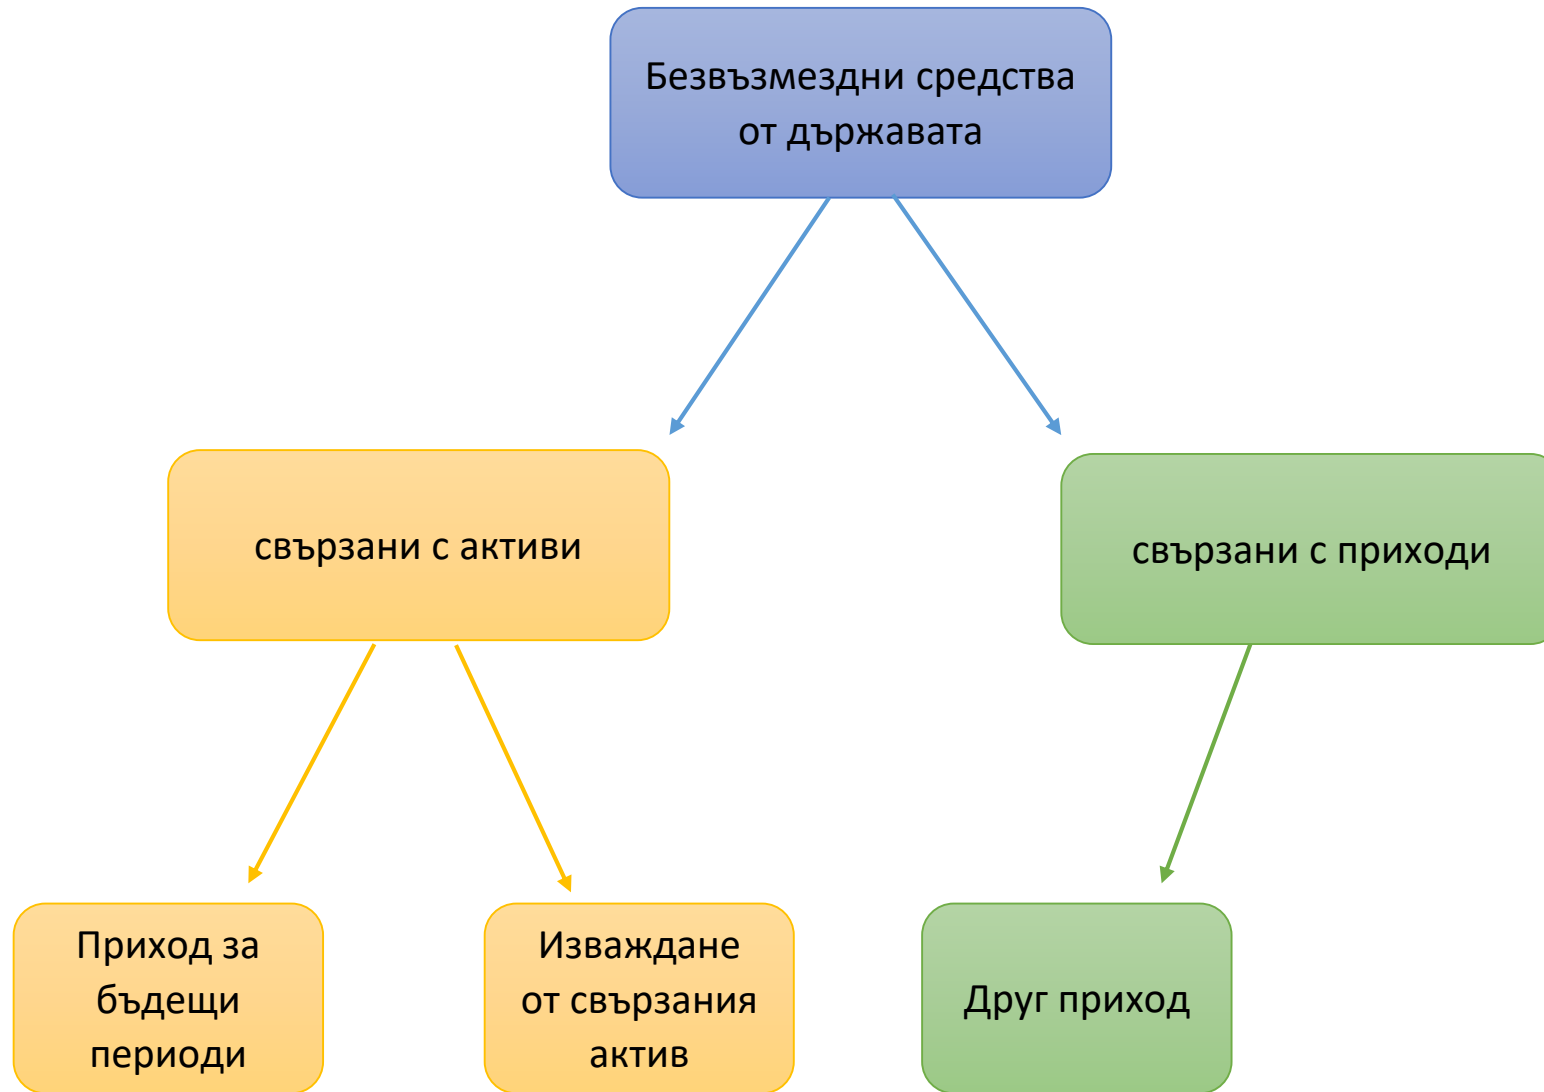 Безвъзмездни средства
от държавата
свързани с активи
свързани с приходи
Приход за
бъдещи
периоди
Изваждане
от свързания
актив
Друг приход